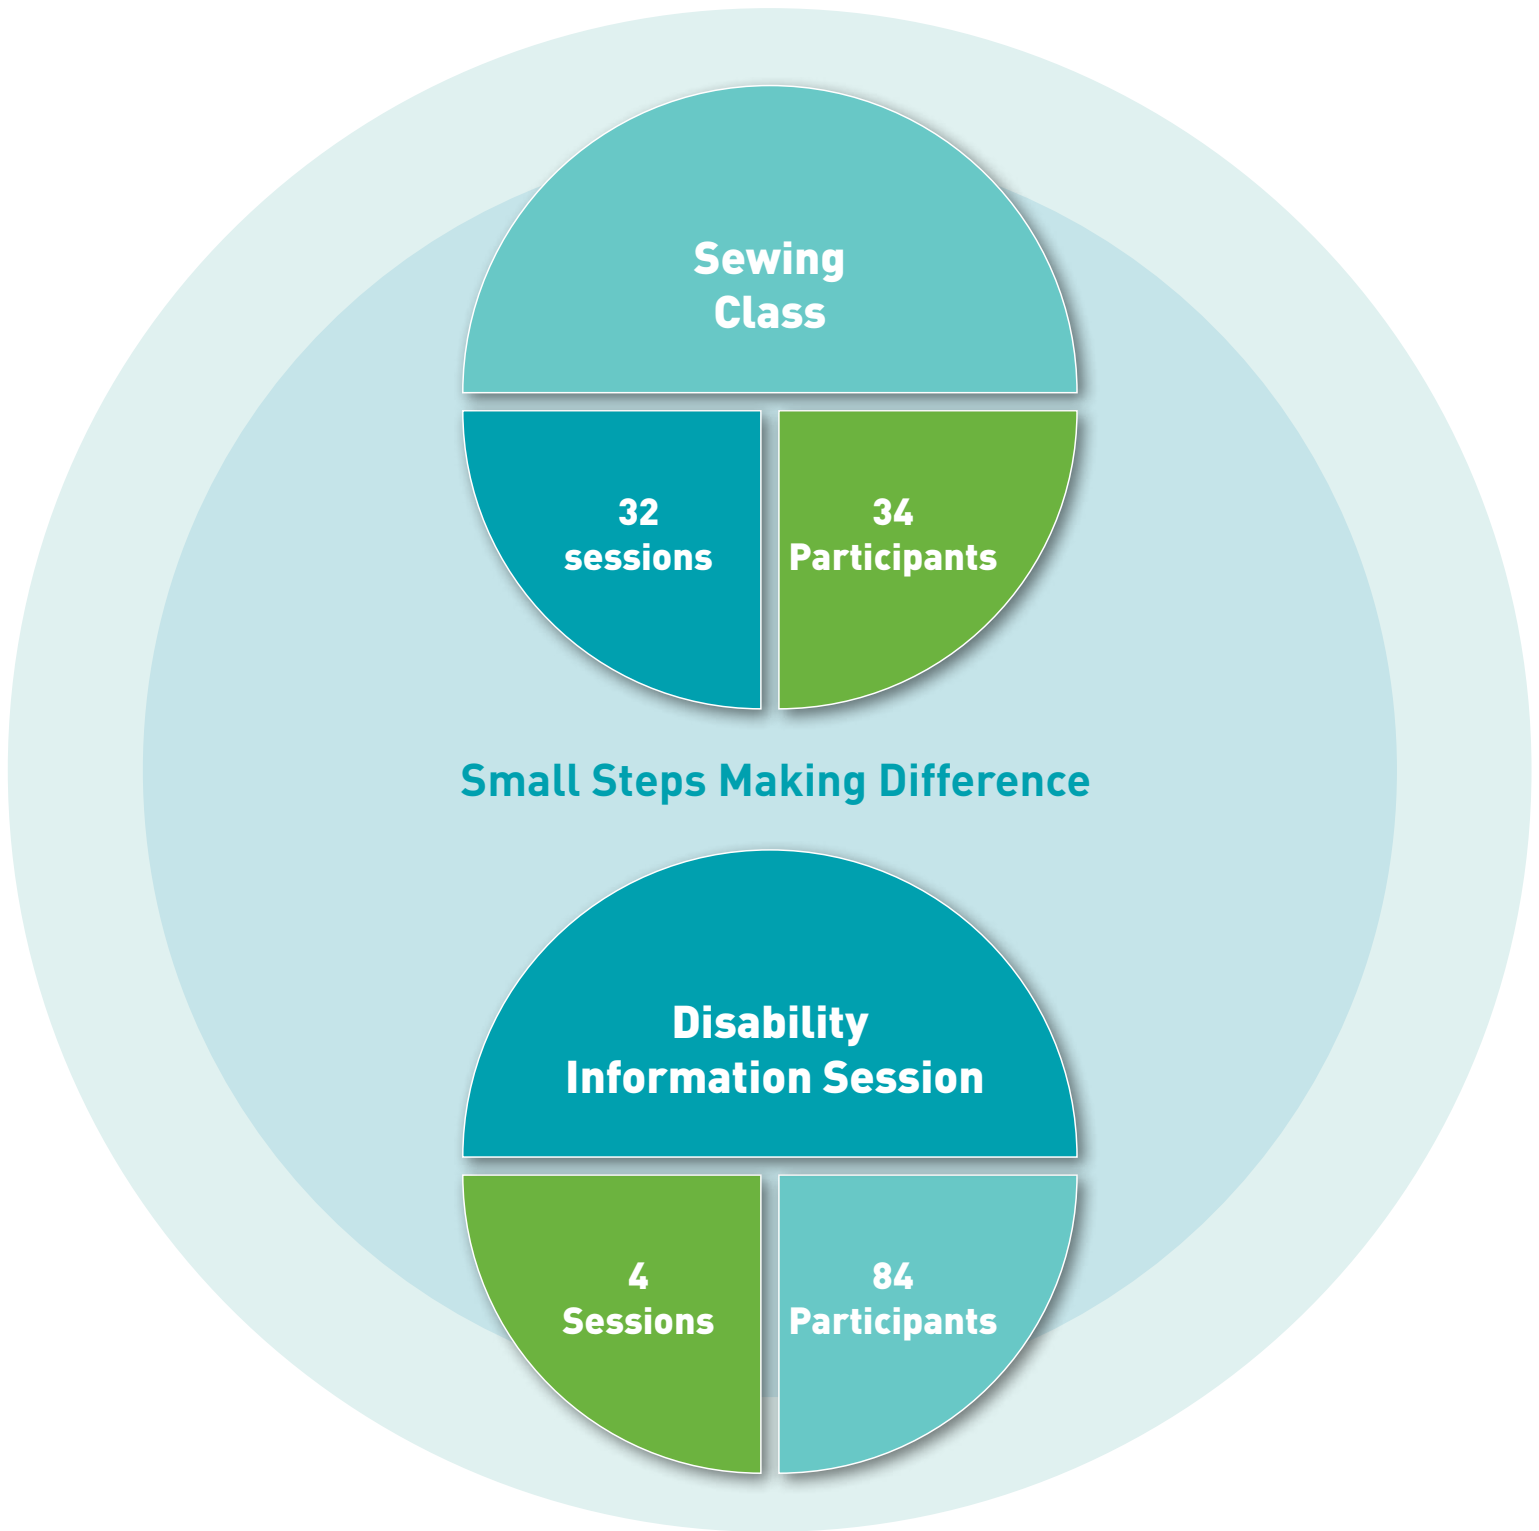 Sewing
Class
32
sessions
34
Participants
Small Steps Making Difference
Disability
Information Session
4
Sessions
84
Participants